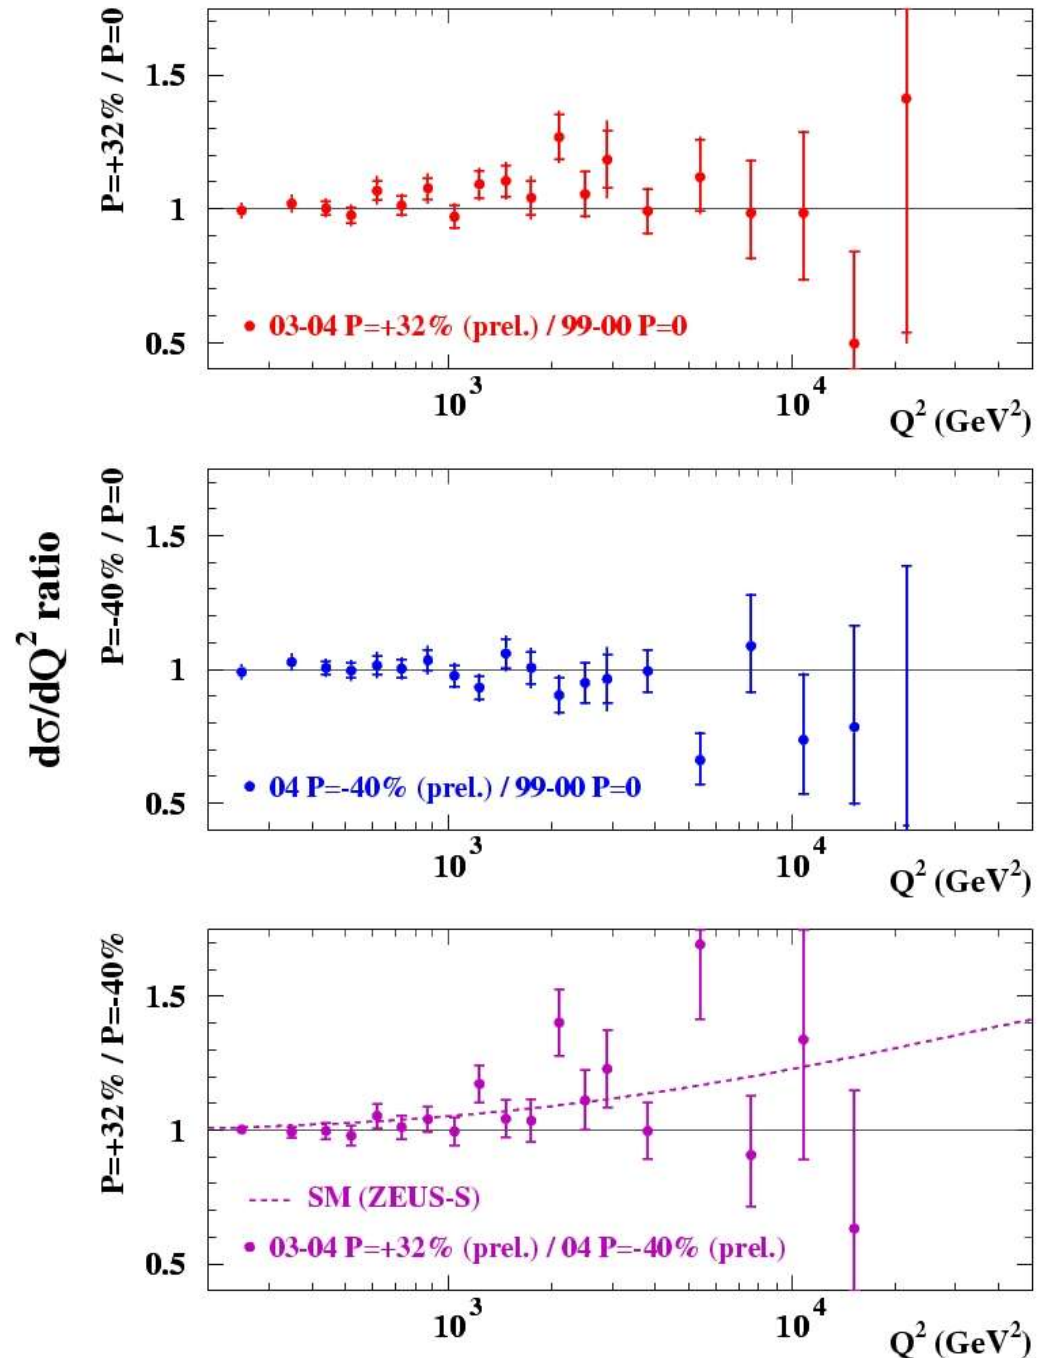 dσ/dQ² ratio
P=+32% / P=0
1.5
1
0.5
03-04 P=+32% (prel.) / 99-00 P=0
10³
10⁴
Q² (GeV²)
P=-40% / P=0
1.5
1
0.5
04 P=-40% (prel.) / 99-00 P=0
10³
10⁴
Q² (GeV²)
P=+32% / P=-40%
1.5
1
0.5
SM (ZEUS-S)
03-04 P=+32% (prel.) / 04 P=-40% (prel.)
10³
10⁴
Q² (GeV²)